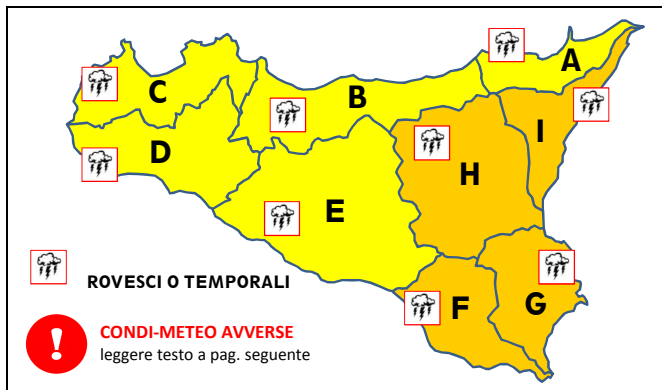 A
C
B
I
D
H
E
ROVESCI O TEMPORALI
F
G
!
CONDI-METEO AVVERSE
leggere testo a pag. seguente